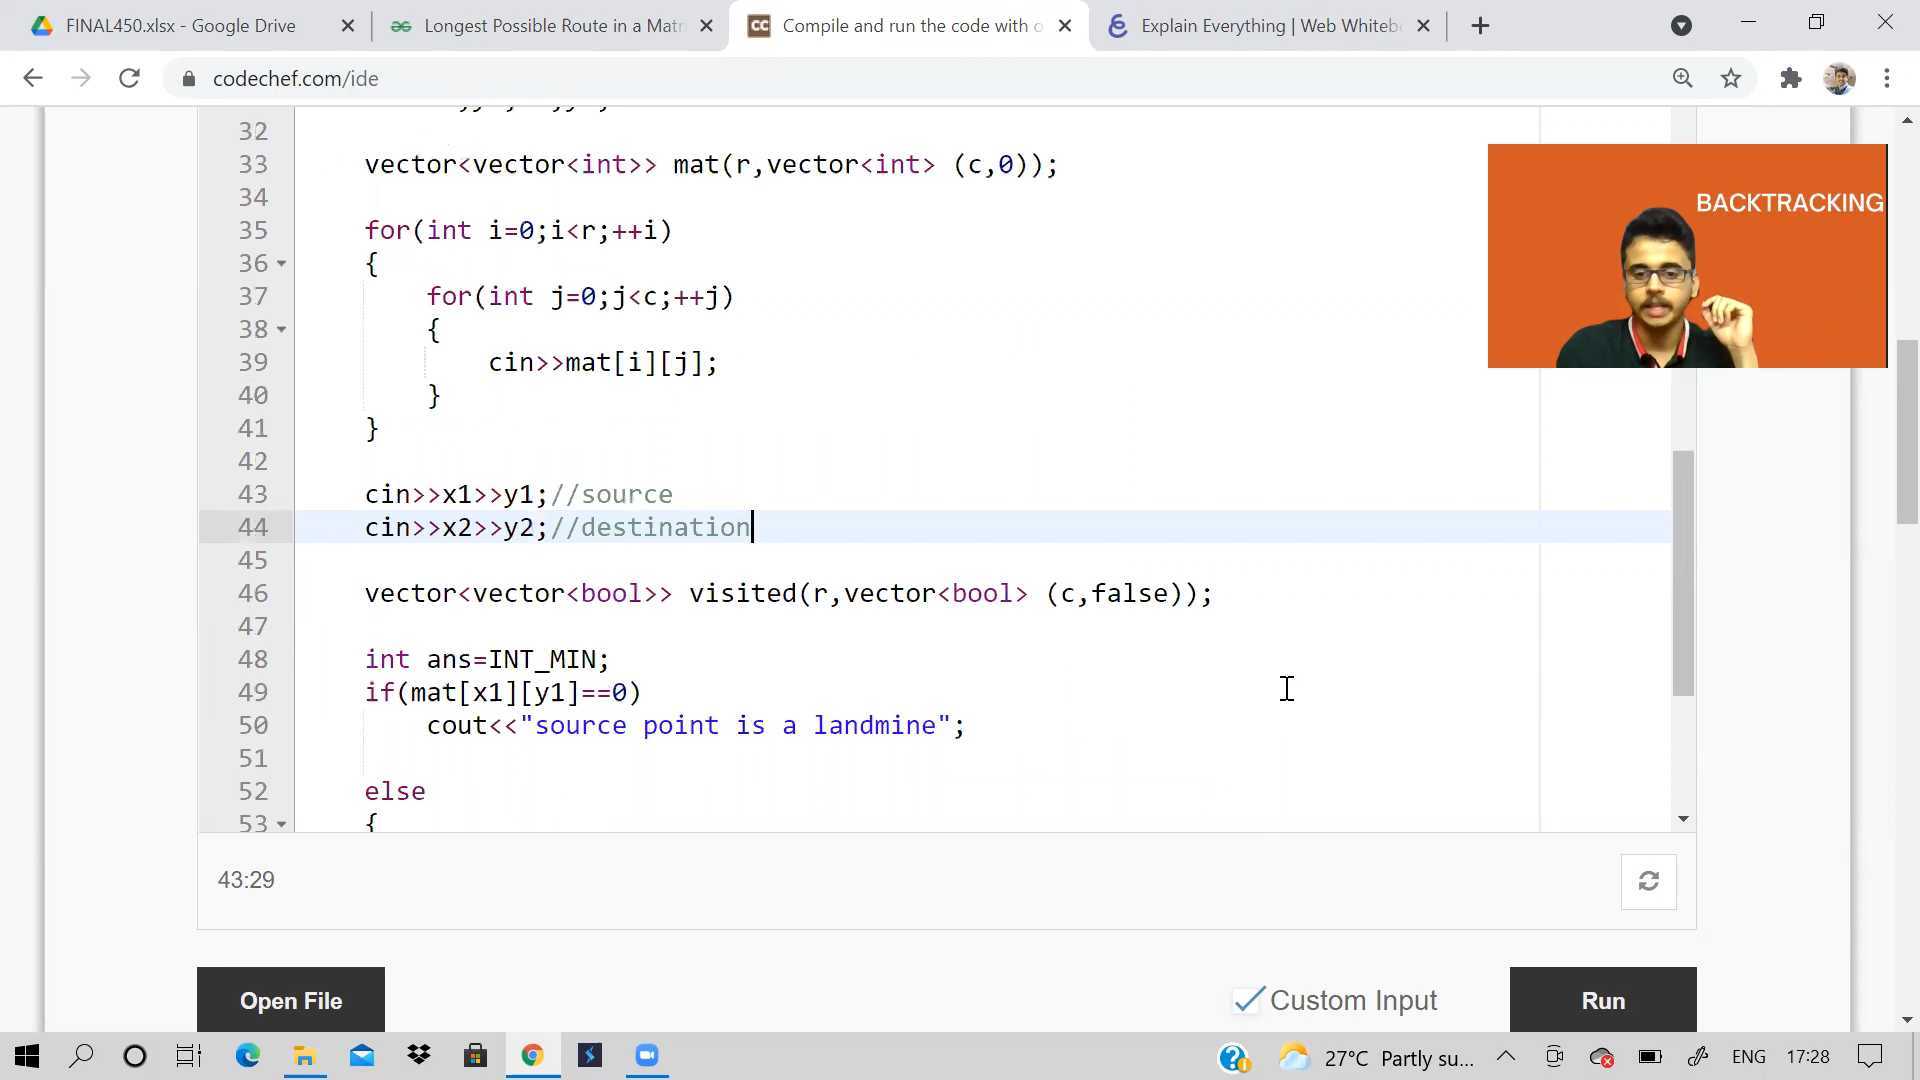 FINAL450.xlsx - Google Drive
Longest Possible Route in a Matri
Compile and run the code with o
Explain Everything | Web Whitebo
codechef.com/ide
BACKTRACKING
32
33 vector<vector<int>> mat(r,vector<int> (c,0));
34
35 for(int i=0;i<r;++i)
36 {
37 for(int j=0;j<c;++j)
38 {
39 cin>>mat[i][j];
40 }
41 }
42
43 cin>>x1>>y1;//source
44 cin>>x2>>y2;//destination
45
46 vector<vector<bool>> visited(r,vector<bool> (c,false));
47
48 int ans=INT_MIN;
49 if(mat[x1][y1]==0)
50 cout<<"source point is a landmine";
51
52 else
53 {
43:29
Open File
Custom Input
Run
27°C Partly su...
ENG
17:28